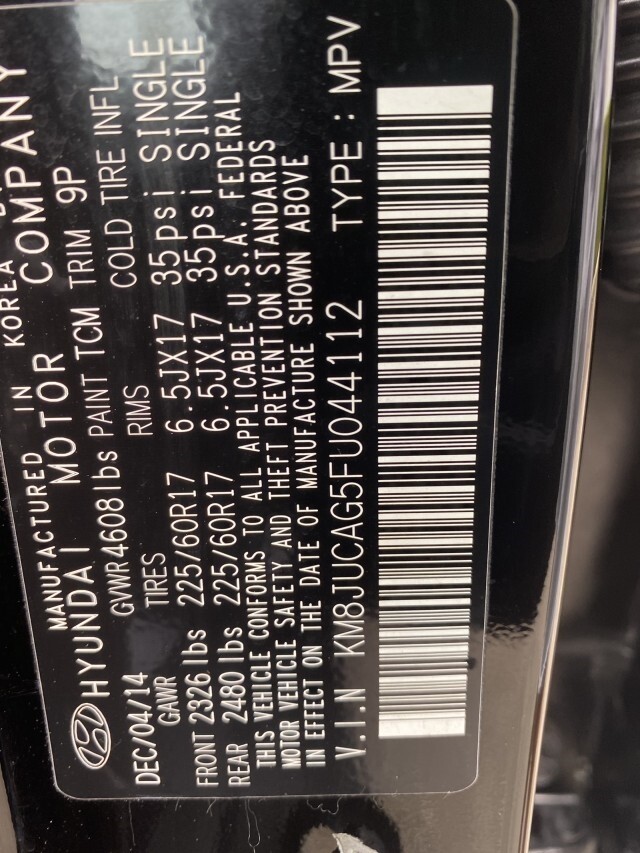 MANUFACTURED IN KOREA
HYUNDAI MOTOR COMPANY
DEC/04/14 GVWR4608lbs PAINT TCM TRIM 9P
GAWR TIRES RIMS COLD TIRE INFL
FRONT 2326 lbs 225/60R17 6.5JX17 35psi SINGLE
REAR 2480 lbs 225/60R17 6.5JX17 35psi SINGLE
THIS VEHICLE CONFORMS TO ALL APPLICABLE U.S.A. FEDERAL
MOTOR VEHICLE SAFETY AND THEFT PREVENTION STANDARDS
IN EFFECT ON THE DATE OF MANUFACTURE SHOWN ABOVE
V.I.N KM8JUCAG5FU044112 TYPE : MPV